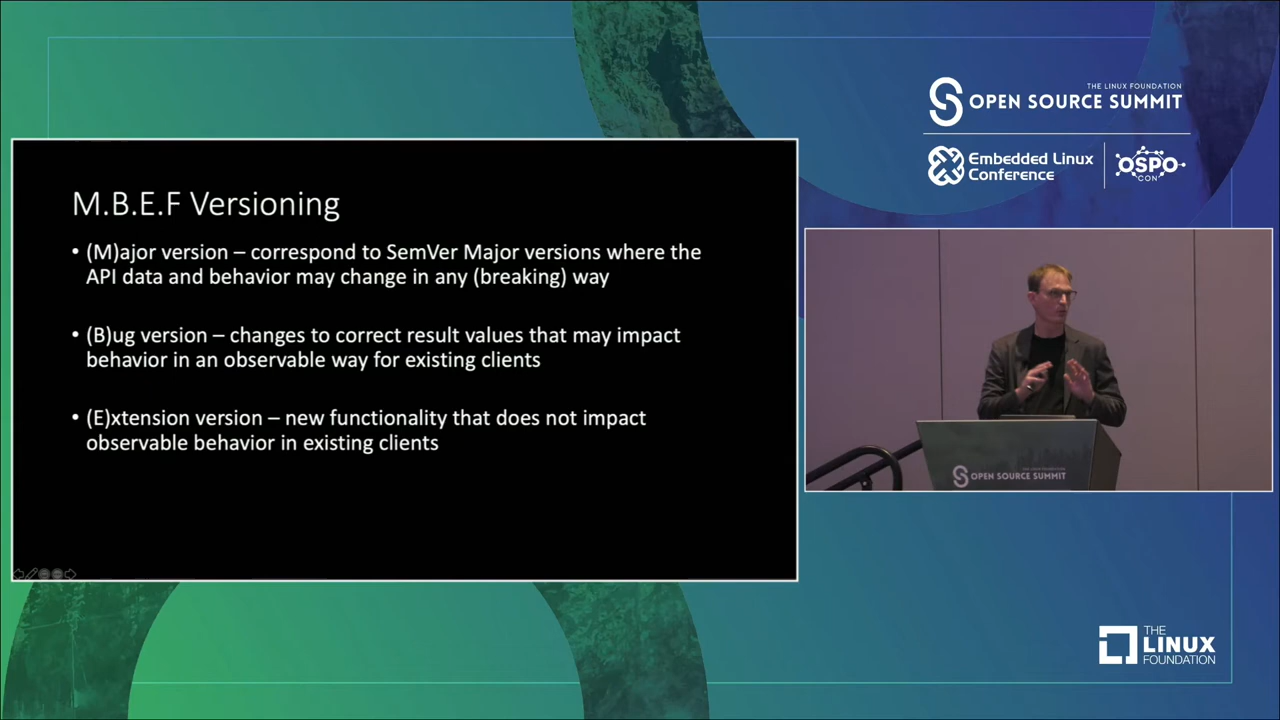 THE LINUX FOUNDATION
OPEN SOURCE SUMMIT
Embedded Linux
Conference
OSPO
CON
M.B.E.F Versioning
• (M)ajor version – correspond to SemVer Major versions where the
API data and behavior may change in any (breaking) way
• (B)ug version – changes to correct result values that may impact
behavior in an observable way for existing clients
• (E)xtension version – new functionality that does not impact
observable behavior in existing clients
OPEN SOURCE SUMMIT
THE
LINUX
FOUNDATION